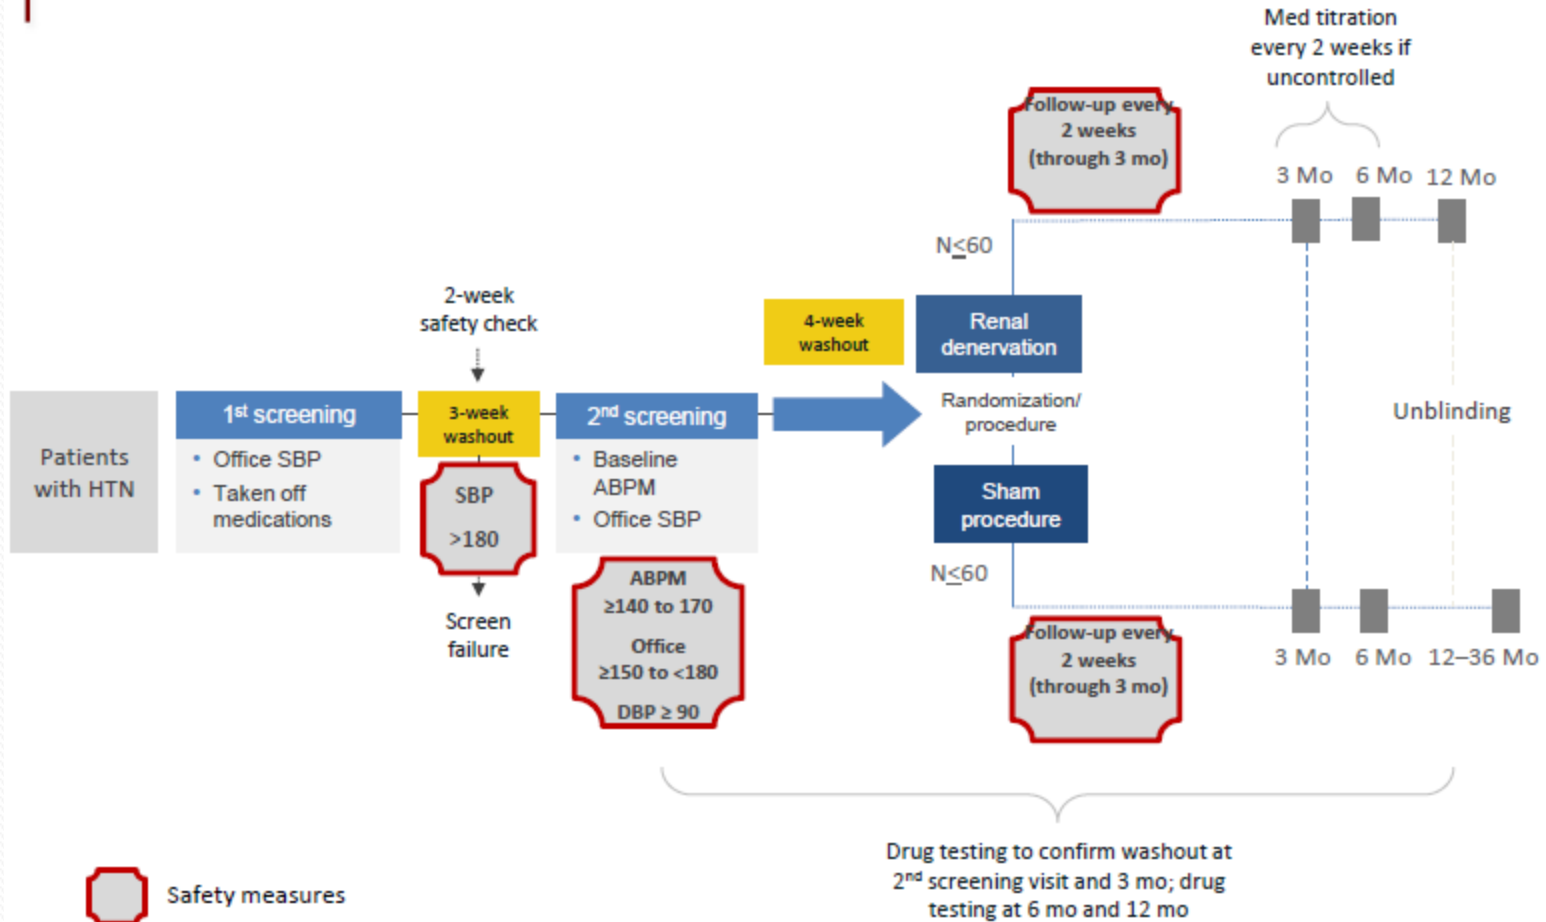 Med titration
every 2 weeks if
uncontrolled
Follow-up every
2 weeks
(through 3 mo)
3 Mo 6 Mo 12 Mo
N<60
2-week
safety check
4-week
washout
Renal
denervation
Patients
with HTN
1st screening
• Office SBP
• Taken off
medications
3-week
washout
SBP
>180
Screen
failure
2nd screening
• Baseline
ABPM
• Office SBP
ABPM
≥140 to 170
Office
≥150 to <180
DBP ≥ 90
Randomization/
procedure
Unblinding
Sham
procedure
N<60
Follow-up every
2 weeks
(through 3 mo)
3 Mo 6 Mo 12–36 Mo
Drug testing to confirm washout at
2nd screening visit and 3 mo; drug
testing at 6 mo and 12 mo
Safety measures